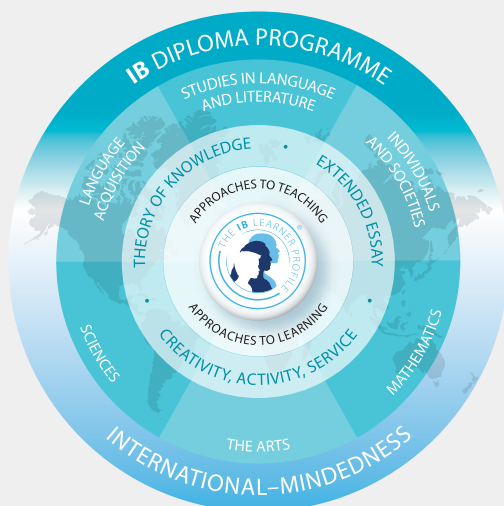 IB DIPLOMA PROGRAMME
STUDIES IN LANGUAGE
AND LITERATURE
LANGUAGE
ACQUISITION
INDIVIDUALS
AND SOCIETIES
THEORY OF KNOWLEDGE
EXTENDED ESSAY
APPROACHES TO TEACHING
THE IB LEARNER PROFILE®
APPROACHES TO LEARNING
CREATIVITY, ACTIVITY, SERVICE
SCIENCES
MATHEMATICS
THE ARTS
INTERNATIONAL–MINDEDNESS